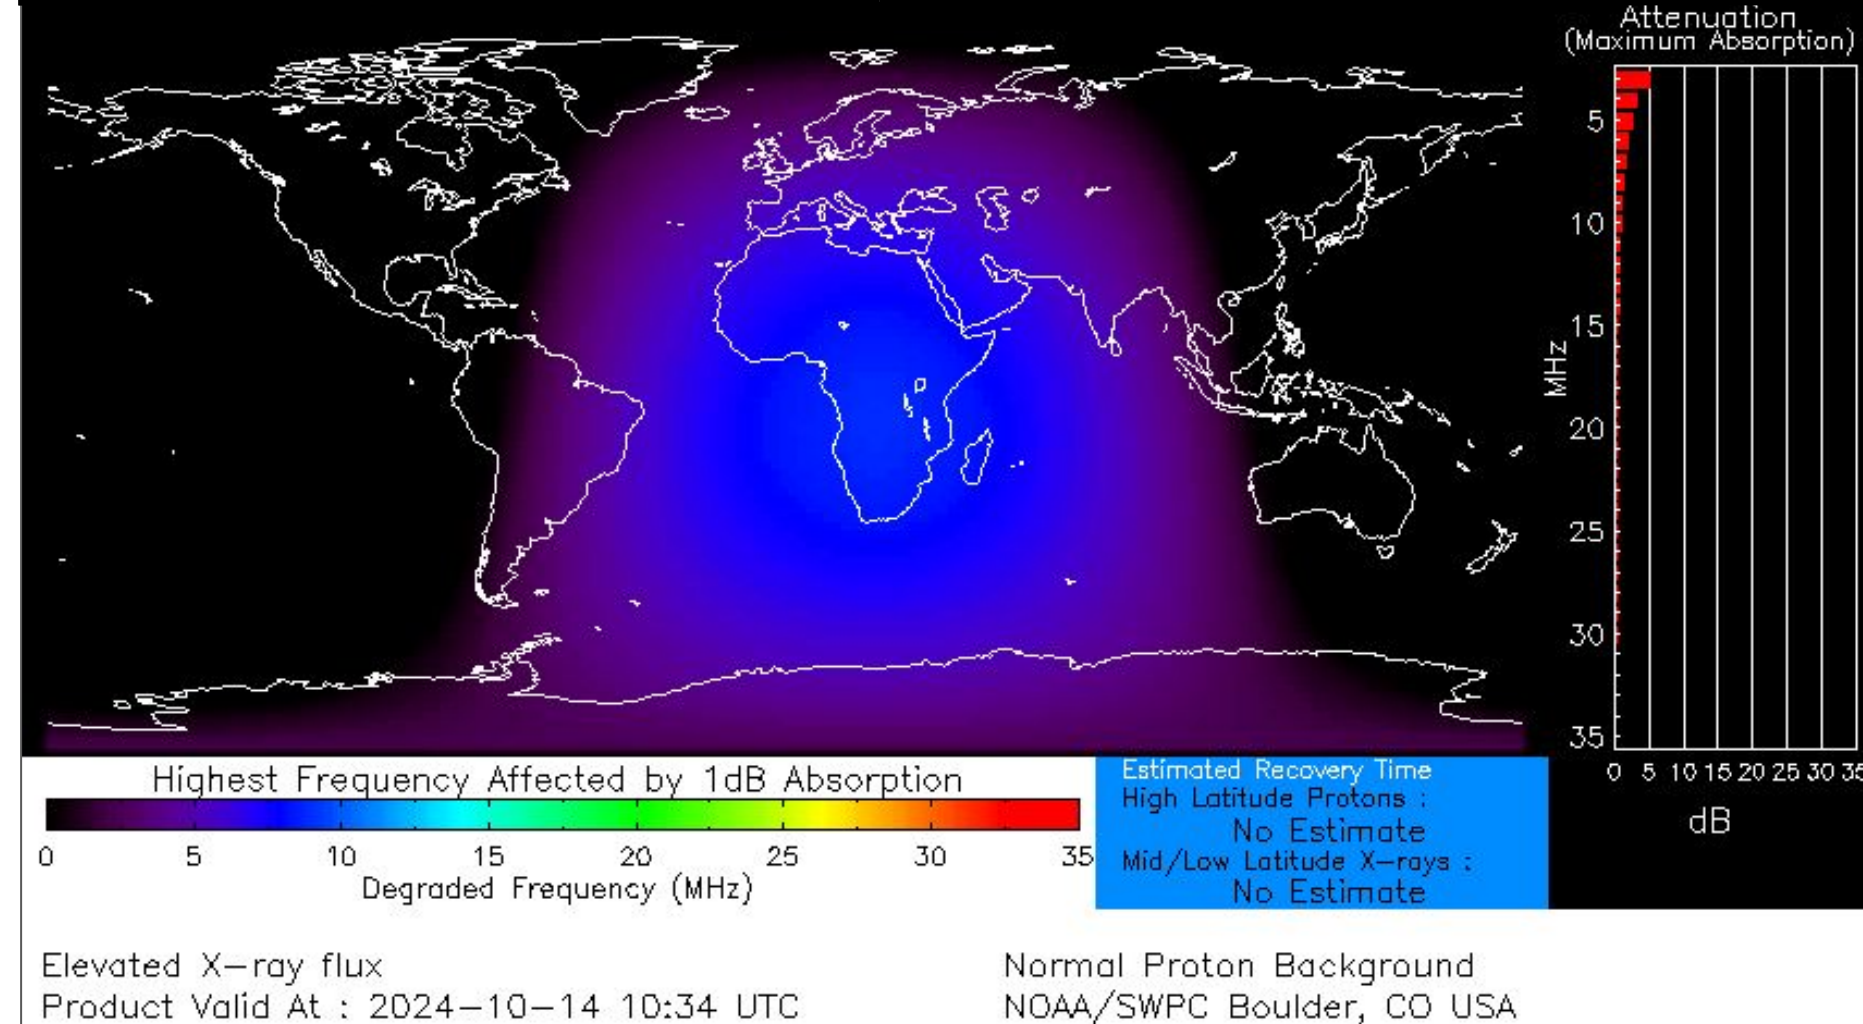 Attenuation
(Maximum Absorption)
5
10
15
20
25
30
35
MHz
0 5 10 15 20 25 30 35
dB
Highest Frequency Affected by 1dB Absorption
0 5 10 15 20 25 30 35
Degraded Frequency (MHz)
Estimated Recovery Time
High Latitude Protons :
No Estimate
Mid/Low Latitude X-rays :
No Estimate
Elevated X-ray flux
Product Valid At : 2024-10-14 10:34 UTC
Normal Proton Background
NOAA/SWPC Boulder, CO USA